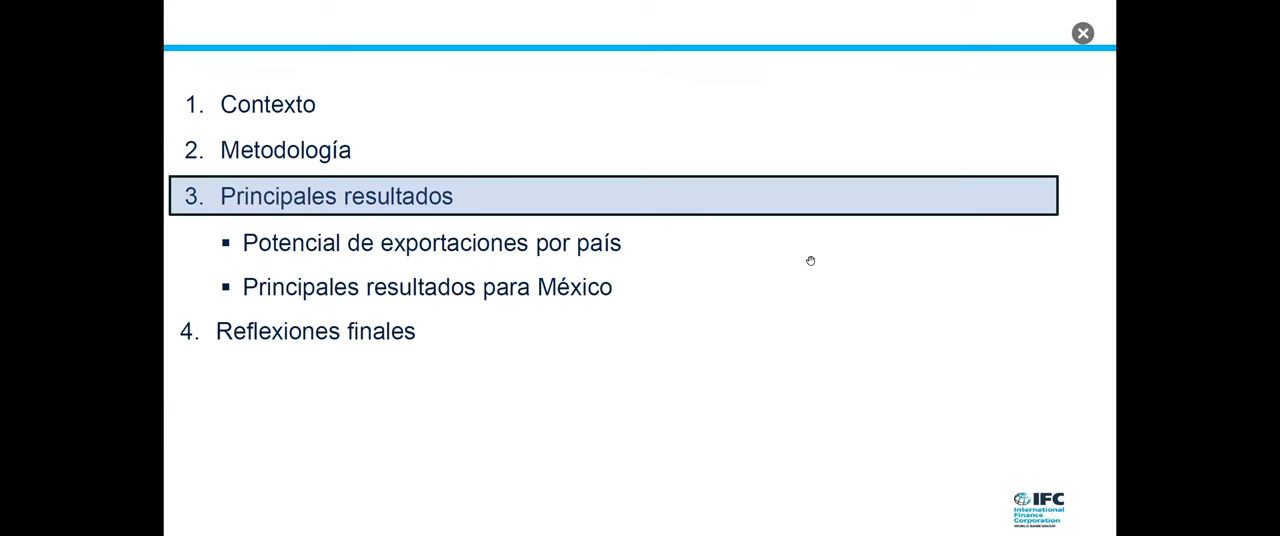 1. Contexto
2. Metodología
3. Principales resultados
▪ Potencial de exportaciones por país
▪ Principales resultados para México
4. Reflexiones finales
IFC
International
Finance
Corporation
WORLD BANK GROUP